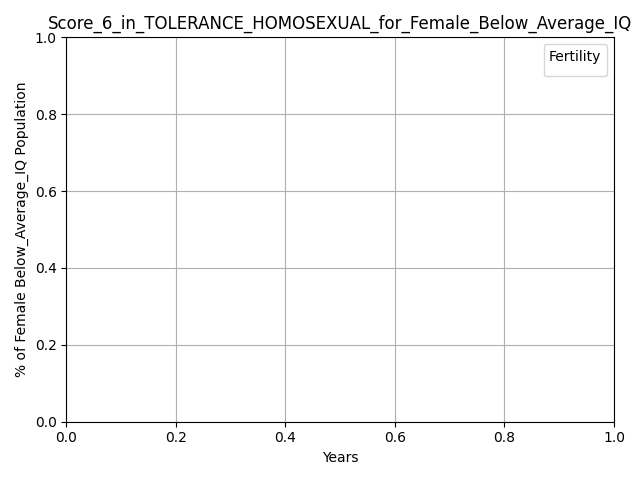 Score_6_in_TOLERANCE_HOMOSEXUAL_for_Female_Below_Average_IQ
Fertility
% of Female Below_Average_IQ Population
1.0
0.8
0.6
0.4
0.2
0.0
0.0 0.2 0.4 0.6 0.8 1.0
Years